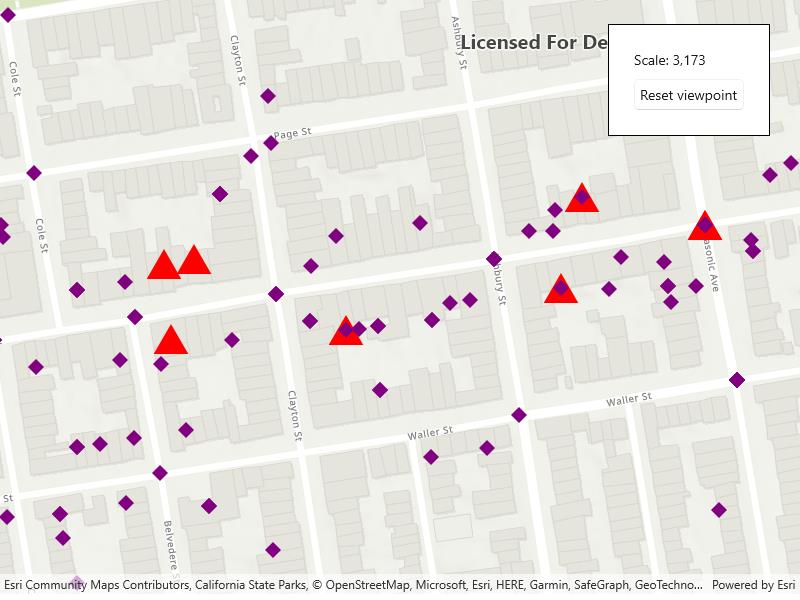 Licensed For De
Scale: 3,173
Reset viewpoint
Cole St
Clayton St
Ashbury St
Page St
Cole St
bury St
asonic Ave
Clayton St
Waller St
Waller St
St
Belvedere S
Esri Community Maps Contributors, California State Parks, © OpenStreetMap, Microsoft, Esri, HERE, Garmin, SafeGraph, GeoTechno... Powered by Esri